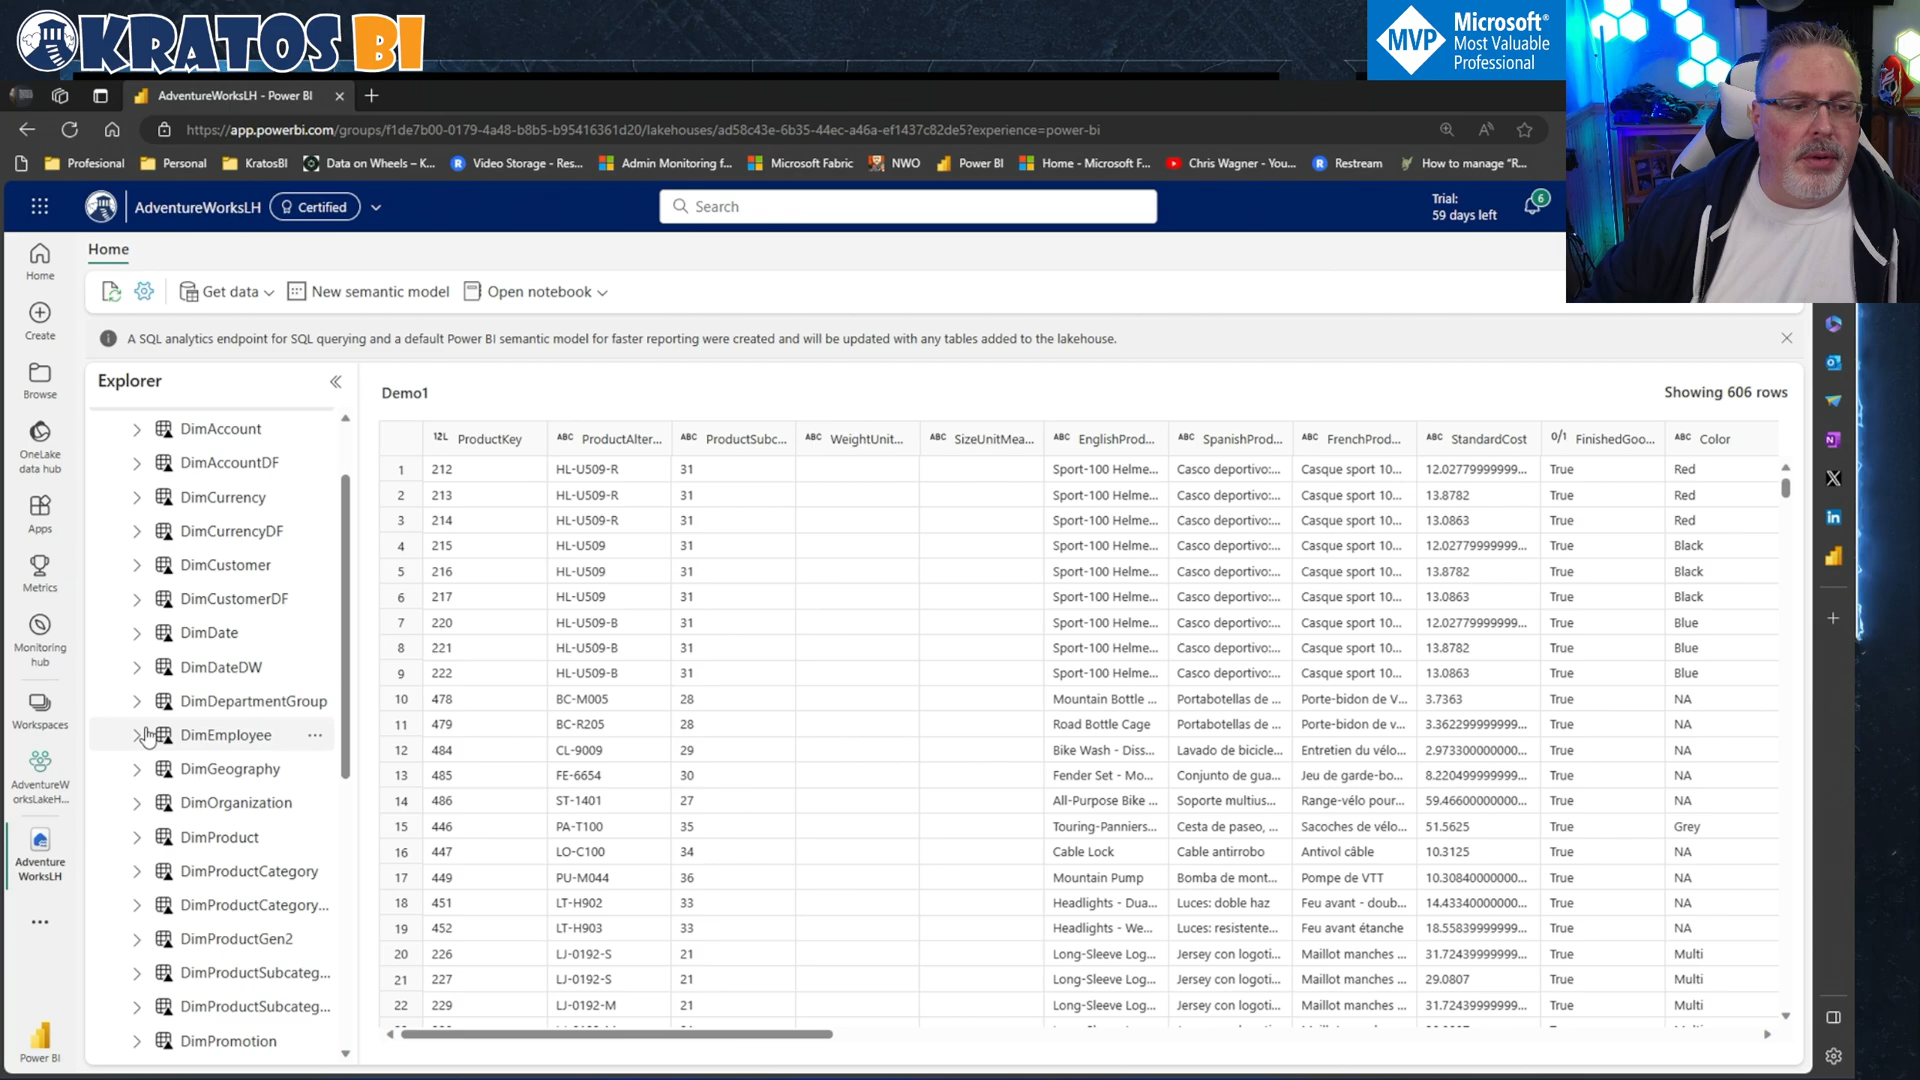 KRATOS BI
MVP
Microsoft®
Most Valuable
Professional
AdventureWorksLH - Power BI
https://app.powerbi.com/groups/f1de7b00-0179-4a48-b8b5-b95416361d20/lakehouses/ad58c43e-6b35-44ec-a46a-ef1437c82de5?experience=power-bi
Profesional
Personal
KratosBI
Data on Wheels – K...
Video Storage - Res...
Admin Monitoring f...
Microsoft Fabric
NWO
Power BI
Home - Microsoft F...
Chris Wagner - You...
Restream
How to manage "R...
AdventureWorksLH
Certified
Search
Trial:
59 days left
6
Home
Get data
New semantic model
Open notebook
A SQL analytics endpoint for SQL querying and a default Power BI semantic model for faster reporting were created and will be updated with any tables added to the lakehouse.
Home
Create
Browse
OneLake
data hub
Apps
Metrics
Monitoring
hub
Workspaces
AdventureW
orksLakeH...
Adventure
WorksLH
Power BI
Explorer
DimAccount
DimAccountDF
DimCurrency
DimCurrencyDF
DimCustomer
DimCustomerDF
DimDate
DimDateDW
DimDepartmentGroup
DimEmployee
DimGeography
DimOrganization
DimProduct
DimProductCategory
DimProductCategory...
DimProductGen2
DimProductSubcateg...
DimProductSubcateg...
DimPromotion
Demo1
Showing 606 rows
12L ProductKey ABC ProductAlter... ABC ProductSubc... ABC WeightUnit... ABC SizeUnitMea... ABC EnglishProd... ABC SpanishProd... ABC FrenchProd... ABC StandardCost 0/1 FinishedGoo... ABC Color
1 212 HL-U509-R 31 Sport-100 Helme... Casco deportivo:... Casque sport 10... 12.02779999999... True Red
2 213 HL-U509-R 31 Sport-100 Helme... Casco deportivo:... Casque sport 10... 13.8782 True Red
3 214 HL-U509-R 31 Sport-100 Helme... Casco deportivo:... Casque sport 10... 13.0863 True Red
4 215 HL-U509 31 Sport-100 Helme... Casco deportivo:... Casque sport 10... 12.02779999999... True Black
5 216 HL-U509 31 Sport-100 Helme... Casco deportivo:... Casque sport 10... 13.8782 True Black
6 217 HL-U509 31 Sport-100 Helme... Casco deportivo:... Casque sport 10... 13.0863 True Black
7 220 HL-U509-B 31 Sport-100 Helme... Casco deportivo:... Casque sport 10... 12.02779999999... True Blue
8 221 HL-U509-B 31 Sport-100 Helme... Casco deportivo:... Casque sport 10... 13.8782 True Blue
9 222 HL-U509-B 31 Sport-100 Helme... Casco deportivo:... Casque sport 10... 13.0863 True Blue
10 478 BC-M005 28 Mountain Bottle ... Portabotellas de ... Porte-bidon de V... 3.7363 True NA
11 479 BC-R205 28 Road Bottle Cage Portabotellas de ... Porte-bidon de v... 3.362299999999... True NA
12 484 CL-9009 29 Bike Wash - Diss... Lavado de bicicle... Entretien du vélo... 2.973300000000... True NA
13 485 FE-6654 30 Fender Set - Mo... Conjunto de gua... Jeu de garde-bo... 8.220499999999... True NA
14 486 ST-1401 27 All-Purpose Bike ... Soporte multius... Range-vélo pour... 59.46600000000... True NA
15 446 PA-T100 35 Touring-Panniers... Cesta de paseo, ... Sacoches de vélo... 51.5625 True Grey
16 447 LO-C100 34 Cable Lock Cable antirrobo Antivol câble 10.3125 True NA
17 449 PU-M044 36 Mountain Pump Bomba de mont... Pompe de VTT 10.30840000000... True NA
18 451 LT-H902 33 Headlights - Dua... Luces: doble haz Feu avant - doub... 14.43340000000... True NA
19 452 LT-H903 33 Headlights - We... Luces: resistente... Feu avant étanche 18.55839999999... True NA
20 226 LJ-0192-S 21 Long-Sleeve Log... Jersey con logoti... Maillot manches ... 31.72439999999... True Multi
21 227 LJ-0192-S 21 Long-Sleeve Log... Jersey con logoti... Maillot manches ... 29.0807 True Multi
22 229 LJ-0192-M 21 Long-Sleeve Log... Jersey con logoti... Maillot manches ... 31.72439999999... True Multi